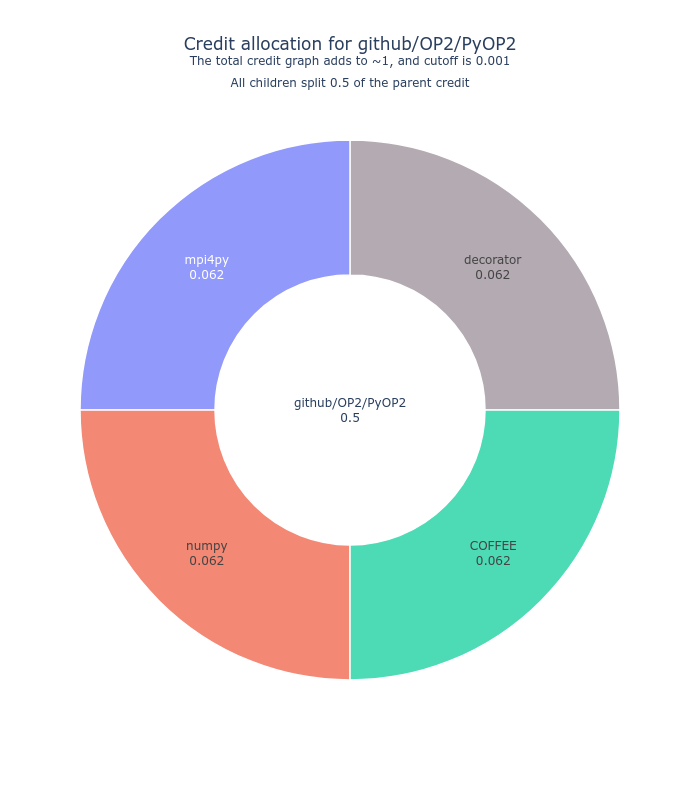 Credit allocation for github/OP2/PyOP2
The total credit graph adds to ~1, and cutoff is 0.001
All children split 0.5 of the parent credit
mpi4py
0.062
decorator
0.062
github/OP2/PyOP2
0.5
numpy
0.062
COFFEE
0.062